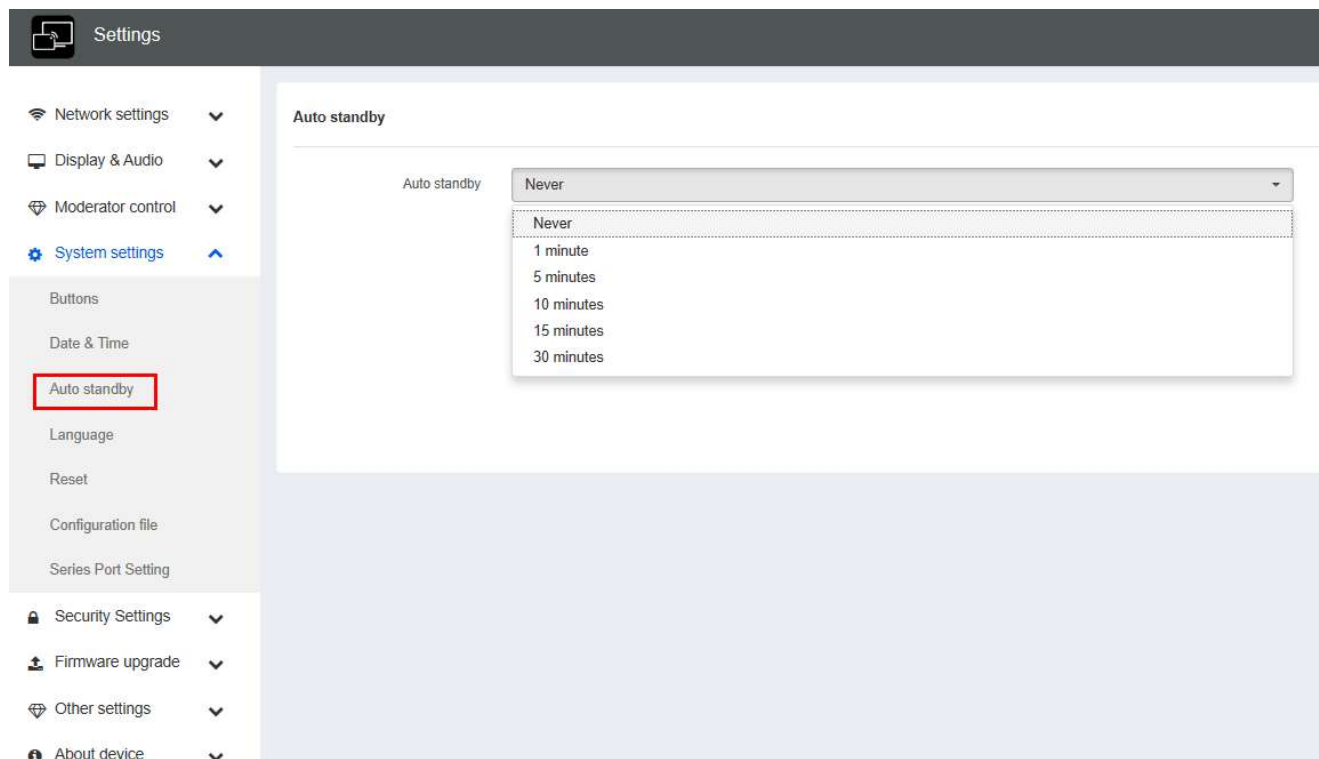 Settings
Network settings
Display & Audio
Moderator control
System settings
Buttons
Date & Time
Auto standby
Language
Reset
Configuration file
Series Port Setting
Security Settings
Firmware upgrade
Other settings
About device
Auto standby
Auto standby Never
Never
1 minute
5 minutes
10 minutes
15 minutes
30 minutes